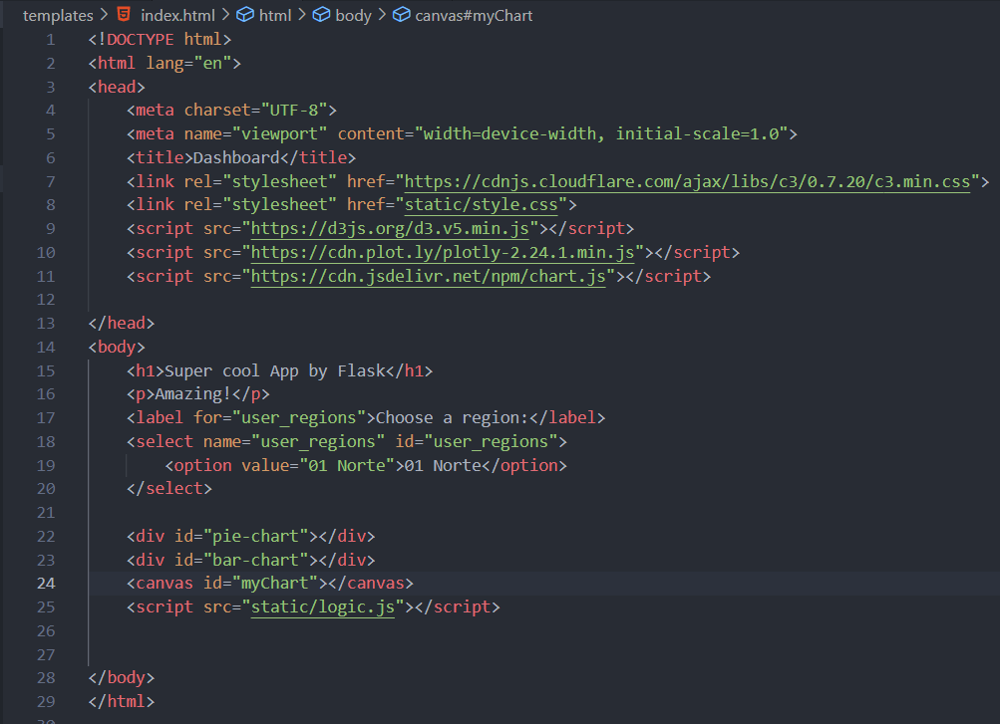 templates > index.html > html > body > canvas#myChart
1 <!DOCTYPE html>
2 <html lang="en">
3 <head>
4     <meta charset="UTF-8">
5     <meta name="viewport" content="width=device-width, initial-scale=1.0">
6     <title>Dashboard</title>
7     <link rel="stylesheet" href="https://cdnjs.cloudflare.com/ajax/libs/c3/0.7.20/c3.min.css">
8     <link rel="stylesheet" href="static/style.css">
9     <script src="https://d3js.org/d3.v5.min.js"></script>
10     <script src="https://cdn.plot.ly/plotly-2.24.1.min.js"></script>
11     <script src="https://cdn.jsdelivr.net/npm/chart.js"></script>
12
13 </head>
14 <body>
15     <h1>Super cool App by Flask</h1>
16     <p>Amazing!</p>
17     <label for="user_regions">Choose a region:</label>
18     <select name="user_regions" id="user_regions">
19         <option value="01 Norte">01 Norte</option>
20     </select>
21
22     <div id="pie-chart"></div>
23     <div id="bar-chart"></div>
24     <canvas id="myChart"></canvas>
25     <script src="static/logic.js"></script>
26
27
28 </body>
29 </html>